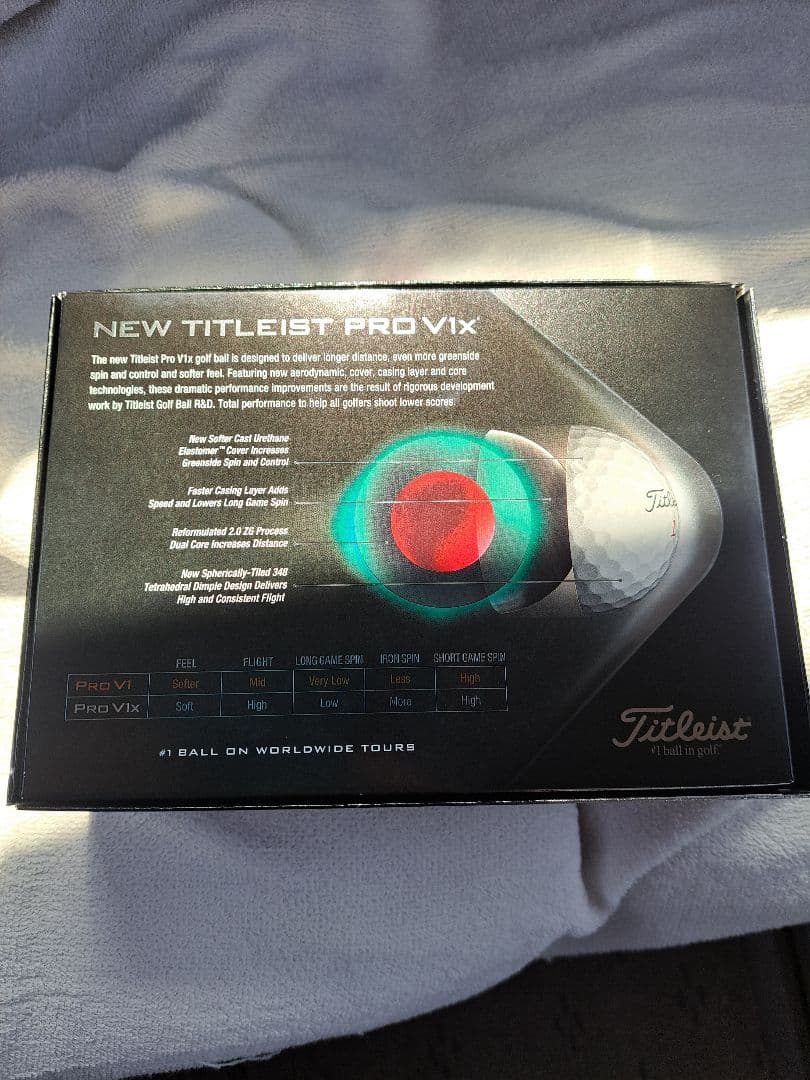 NEW TITLEIST PRO V1x
The new Titleist Pro V1x golf ball is designed to deliver longer distance, even more greenside
spin and control and softer feel. Featuring new aerodynamic, cover, casing layer and core
technologies, these dramatic performance improvements are the result of rigorous development
work by Titleist Golf Ball R&D. Total performance to help all golfers shoot lower scores.
New Softer Cast Urethane
Elastomer™ Cover Increases
Greenside Spin and Control
Faster Casing Layer Adds
Speed and Lowers Long Game Spin
Reformulated 2.0 ZG Process
Dual Core Increases Distance
New Spherically-Tiled 348
Tetrahedral Dimple Design Delivers
High and Consistent Flight
Titl
1
FEEL FLIGHT LONG GAME SPIN IRON SPIN SHORT GAME SPIN
PRO V1 Softer Mid Very Low Less High
PRO V1x Soft High Low More High
#1 BALL ON WORLDWIDE TOURS
Titleist
#1 ball in golf.™